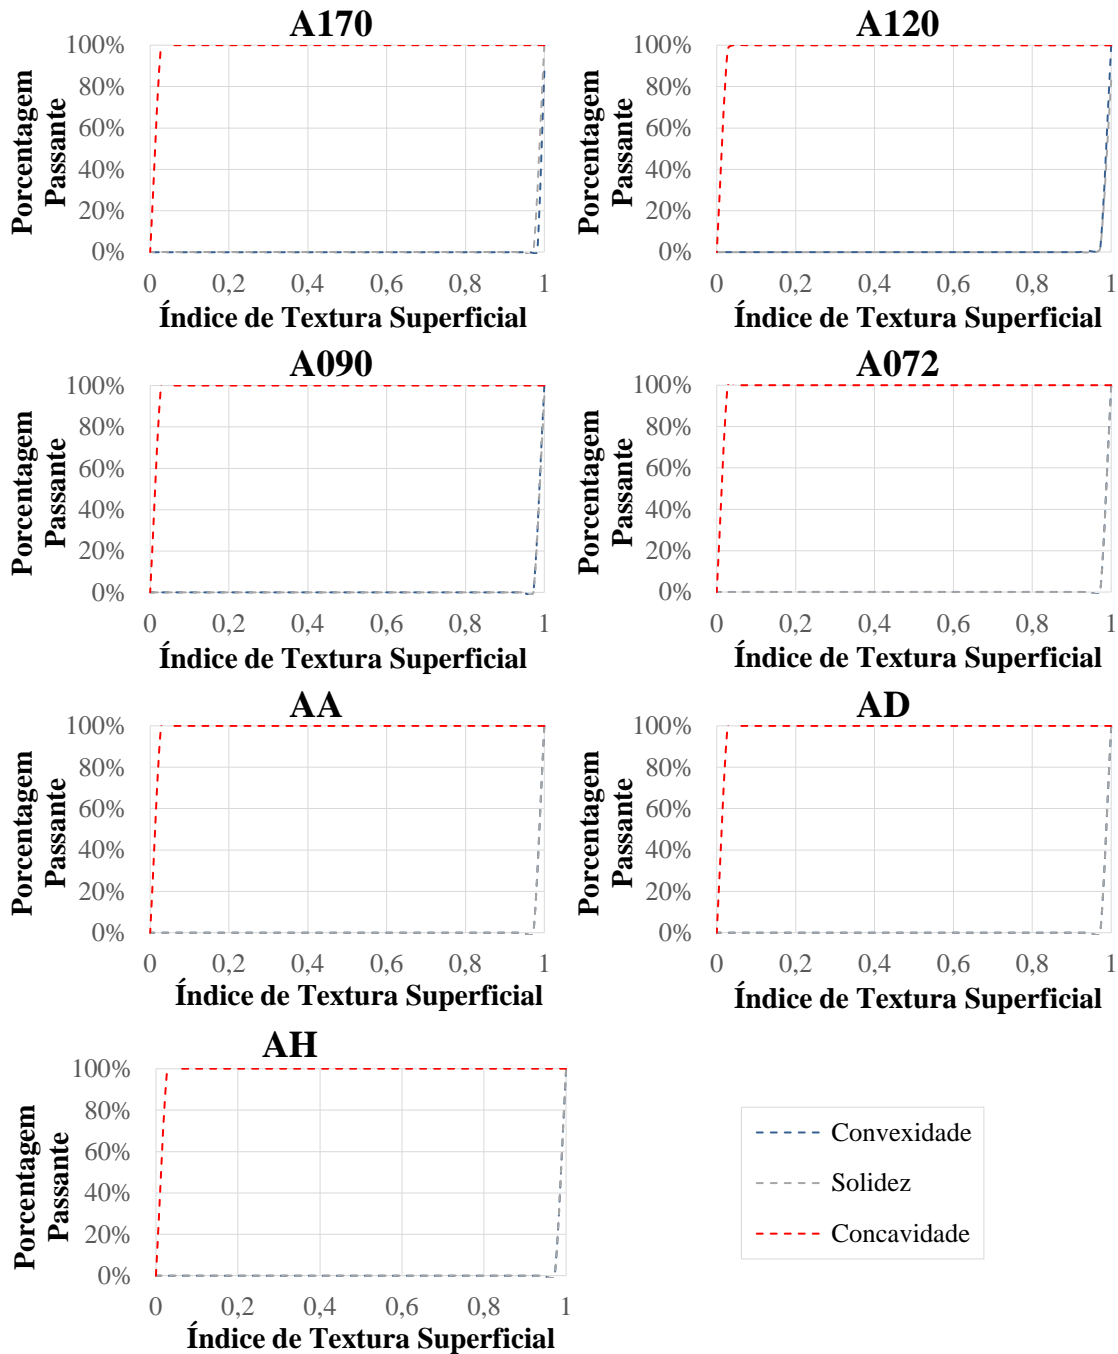 A170
100%
80%
60%
40%
20%
0%
Porcentagem
Passante
0 0,2 0,4 0,6 0,8 1
Índice de Textura Superficial
A120
100%
80%
60%
40%
20%
0%
Porcentagem
Passante
0 0,2 0,4 0,6 0,8 1
Índice de Textura Superficial
A090
100%
80%
60%
40%
20%
0%
Porcentagem
Passante
0 0,2 0,4 0,6 0,8 1
Índice de Textura Superficial
A072
100%
80%
60%
40%
20%
0%
Porcentagem
Passante
0 0,2 0,4 0,6 0,8 1
Índice de Textura Superficial
AA
100%
80%
60%
40%
20%
0%
Porcentagem
Passante
0 0,2 0,4 0,6 0,8 1
Índice de Textura Superficial
AD
100%
80%
60%
40%
20%
0%
Porcentagem
Passante
0 0,2 0,4 0,6 0,8 1
Índice de Textura Superficial
AH
100%
80%
60%
40%
20%
0%
Porcentagem
Passante
0 0,2 0,4 0,6 0,8 1
Índice de Textura Superficial
Convexidade
Solidez
Concavidade